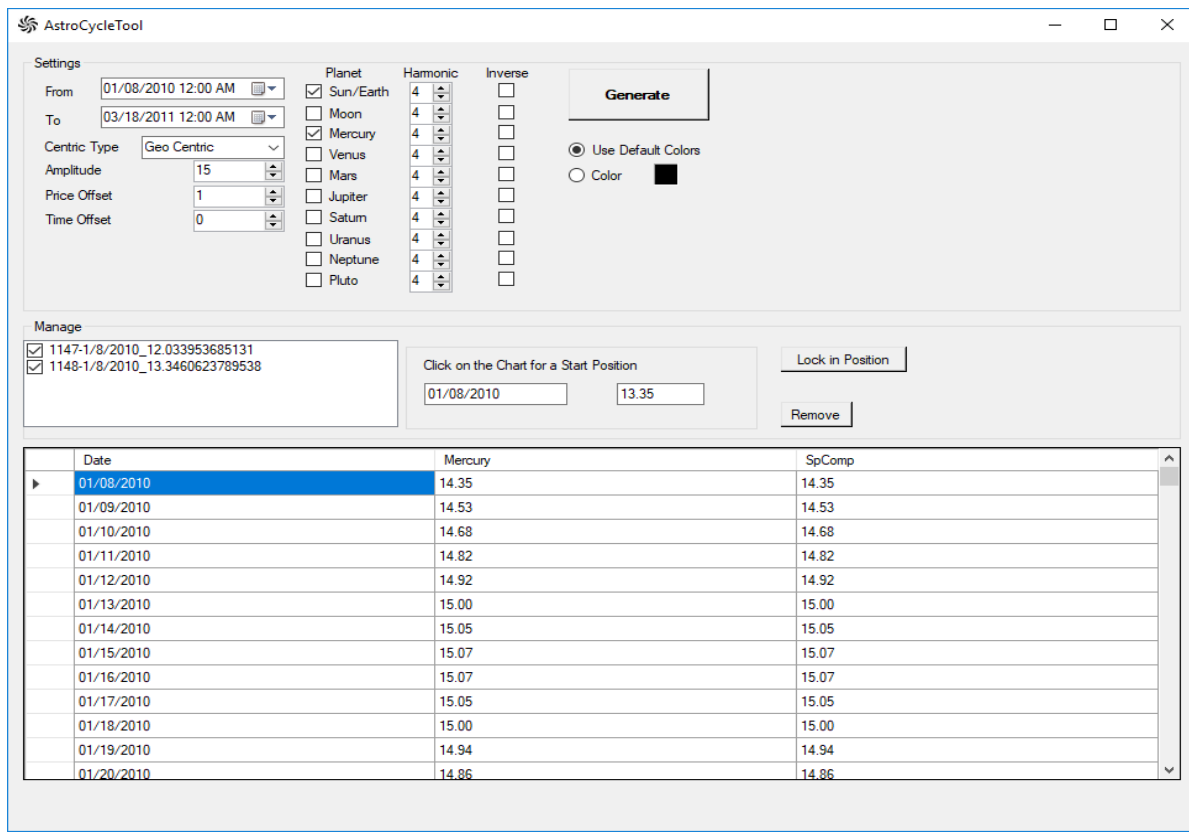 AstroCycleTool
Settings
Planet Harmonic Inverse
From 01/08/2010 12:00 AM
To 03/18/2011 12:00 AM
Centric Type Geo Centric
Amplitude 15
Price Offset 1
Time Offset 0
Sun/Earth 4
Moon 4
Mercury 4
Venus 4
Mars 4
Jupiter 4
Saturn 4
Uranus 4
Neptune 4
Pluto 4
Generate
Use Default Colors
Color
Manage
1147-1/8/2010_12.033953685131
1148-1/8/2010_13.3460623789538
Click on the Chart for a Start Position
01/08/2010 13.35
Lock in Position
Remove
Date Mercury SpComp
01/08/2010 14.35 14.35
01/09/2010 14.53 14.53
01/10/2010 14.68 14.68
01/11/2010 14.82 14.82
01/12/2010 14.92 14.92
01/13/2010 15.00 15.00
01/14/2010 15.05 15.05
01/15/2010 15.07 15.07
01/16/2010 15.07 15.07
01/17/2010 15.05 15.05
01/18/2010 15.00 15.00
01/19/2010 14.94 14.94
01/20/2010 14.86 14.86